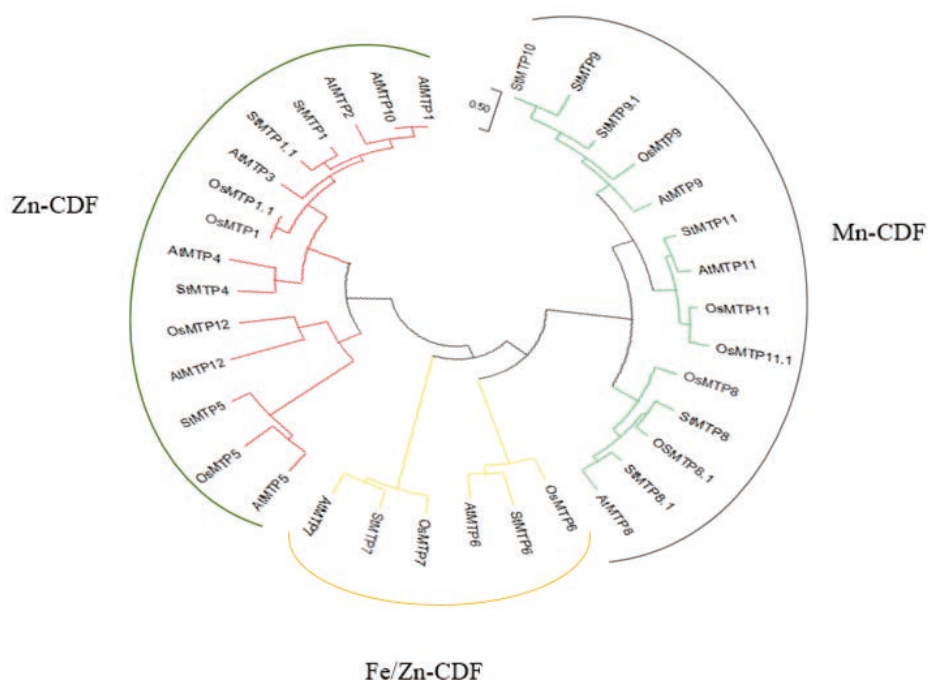 Zn-CDF
AtMTP1
AtMTP10
AtMTP2
StMTP1
StMTP1.1
AtMTP3
OsMTP1.1
OsMTP1
AtMTP4
StMTP4
OsMTP12
AtMTP12
StMTP5
OsMTP5
AtMTP5
0.50
Mn-CDF
StMTP10
StMTP9
StMTP9.1
OsMTP9
AtMTP9
StMTP11
AtMTP11
OsMTP11
OsMTP11.1
OsMTP8
StMTP8
OSMTP8.1
StMTP8.1
AtMTP8
AtMTP7
StMTP7
OsMTP7
AtMTP6
StMTP6
OsMTP6
Fe/Zn-CDF